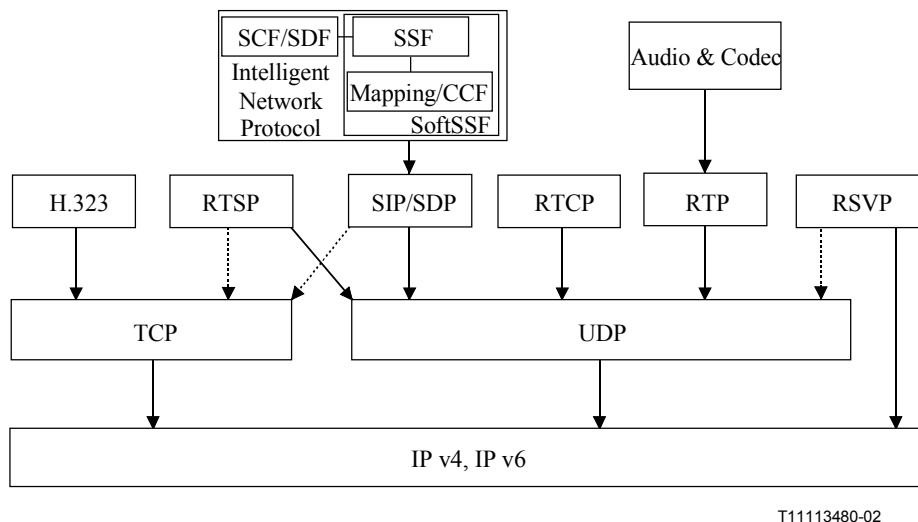 SCF/SDF
SSF
Audio & Codec
Intelligent
Network
Protocol
Mapping/CCF
SoftSSF
H.323
RTSP
SIP/SDP
RTCP
RTP
RSVP
TCP
UDP
IP v4, IP v6
T11113480-02